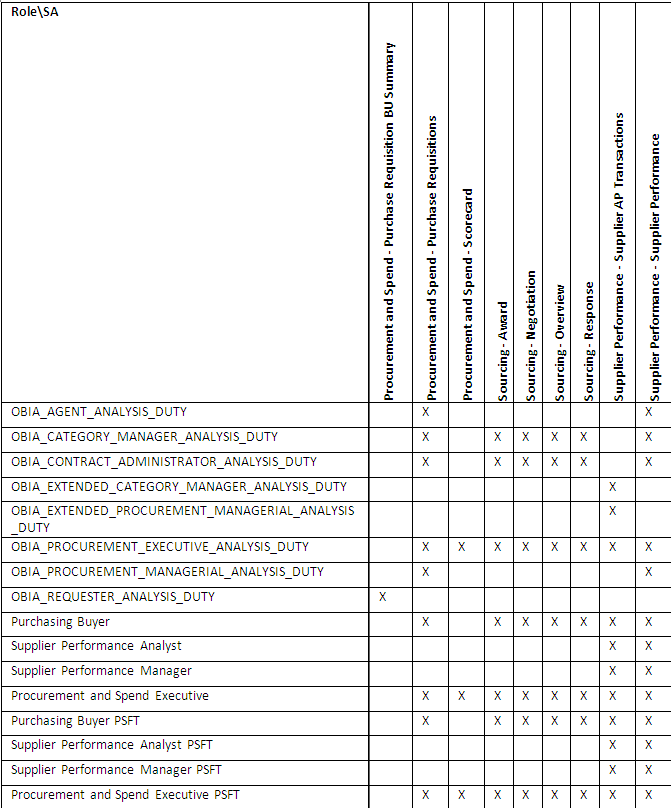 Role\SA
Procurement and Spend - Purchase Requisition BU Summary
Procurement and Spend - Purchase Requisitions
Procurement and Spend - Scorecard
Sourcing - Award
Sourcing - Negotiation
Sourcing - Overview
Sourcing - Response
Supplier Performance - Supplier AP Transactions
Supplier Performance - Supplier Performance
OBIA_AGENT_ANALYSIS_DUTY X X
OBIA_CATEGORY_MANAGER_ANALYSIS_DUTY X X X X X X
OBIA_CONTRACT_ADMINISTRATOR_ANALYSIS_DUTY X X X X X X
OBIA_EXTENDED_CATEGORY_MANAGER_ANALYSIS_DUTY X
OBIA_EXTENDED_PROCUREMENT_MANAGERIAL_ANALYSIS X
_DUTY
OBIA_PROCUREMENT_EXECUTIVE_ANALYSIS_DUTY X X X X X X X X
OBIA_PROCUREMENT_MANAGERIAL_ANALYSIS_DUTY X X
OBIA_REQUESTER_ANALYSIS_DUTY X
Purchasing Buyer X X X X X X X
Supplier Performance Analyst X X
Supplier Performance Manager X X
Procurement and Spend Executive X X X X X X X X
Purchasing Buyer PSFT X X X X X X X
Supplier Performance Analyst PSFT X X
Supplier Performance Manager PSFT X X
Procurement and Spend Executive PSFT X X X X X X X X